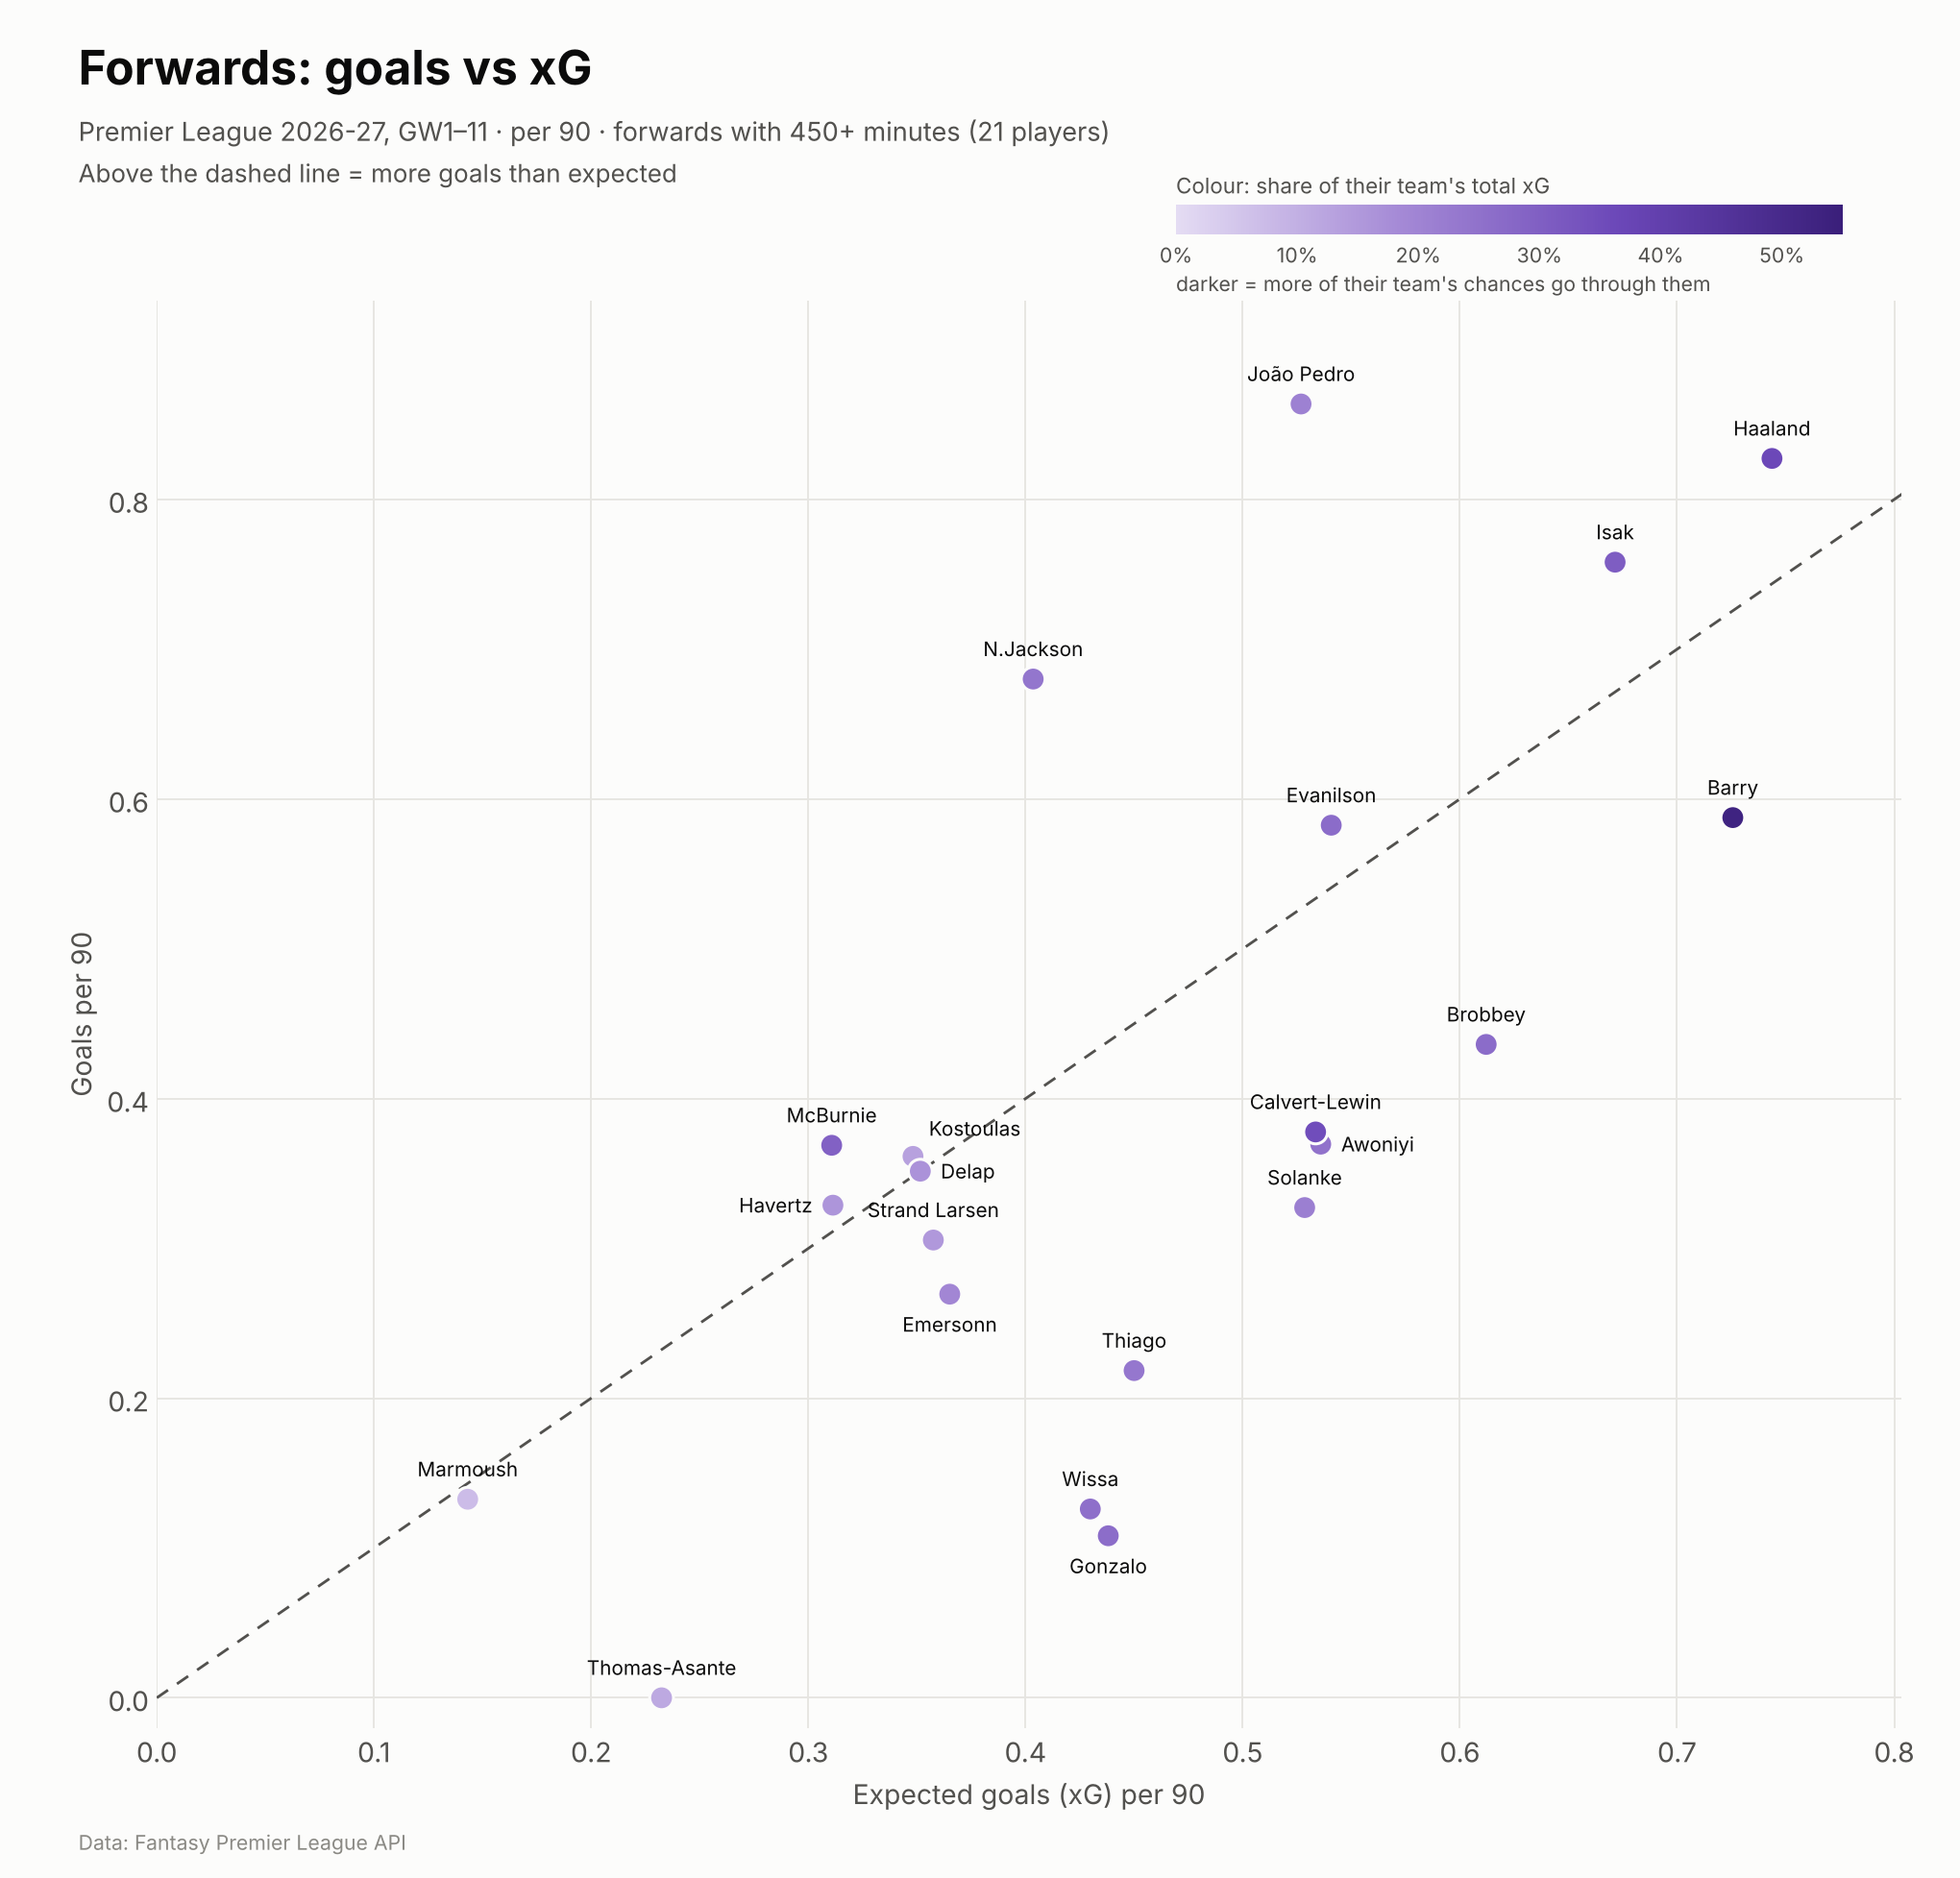 Forwards: goals vs xG
Premier League 2026-27, GW1–11 · per 90 · forwards with 450+ minutes (21 players)
Above the dashed line = more goals than expected
Colour: share of their team's total xG
0% 10% 20% 30% 40% 50%
darker = more of their team's chances go through them
João Pedro
Haaland
0.8
Isak
N.Jackson
Barry
Evanilson
0.6
Goals per 90
Brobbey
Calvert-Lewin
0.4
McBurnie
Kostoulas
Awoniyi
Delap
Solanke
Havertz
Strand Larsen
Emersonn
Thiago
0.2
Marmoush
Wissa
Gonzalo
Thomas-Asante
0.0
0.0 0.1 0.2 0.3 0.4 0.5 0.6 0.7 0.8
Expected goals (xG) per 90
Data: Fantasy Premier League API